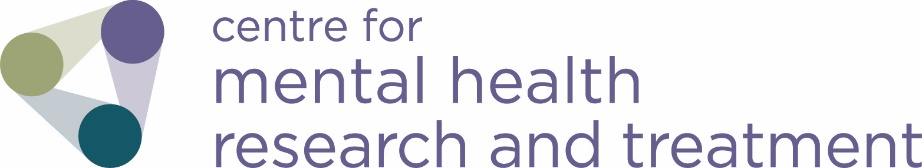 centre for
mental health
research and treatment